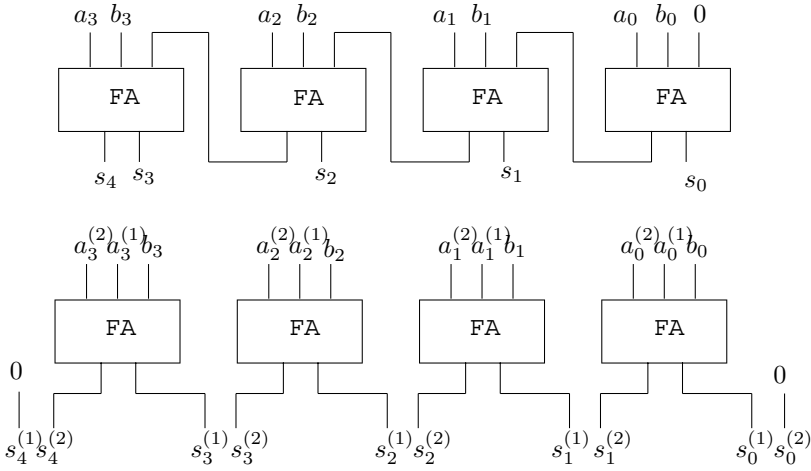 a₃ b₃ a₂ b₂ a₁ b₁ a₀ b₀ 0
FA FA FA FA
s₄ s₃ s₂ s₁ s₀
a₃⁽²⁾ a₃⁽¹⁾ b₃ a₂⁽²⁾ a₂⁽¹⁾ b₂ a₁⁽²⁾ a₁⁽¹⁾ b₁ a₀⁽²⁾ a₀⁽¹⁾ b₀
FA FA FA FA
0 0
s₄⁽¹⁾ s₄⁽²⁾ s₃⁽¹⁾ s₃⁽²⁾ s₂⁽¹⁾ s₂⁽²⁾ s₁⁽¹⁾ s₁⁽²⁾ s₀⁽¹⁾ s₀⁽²⁾